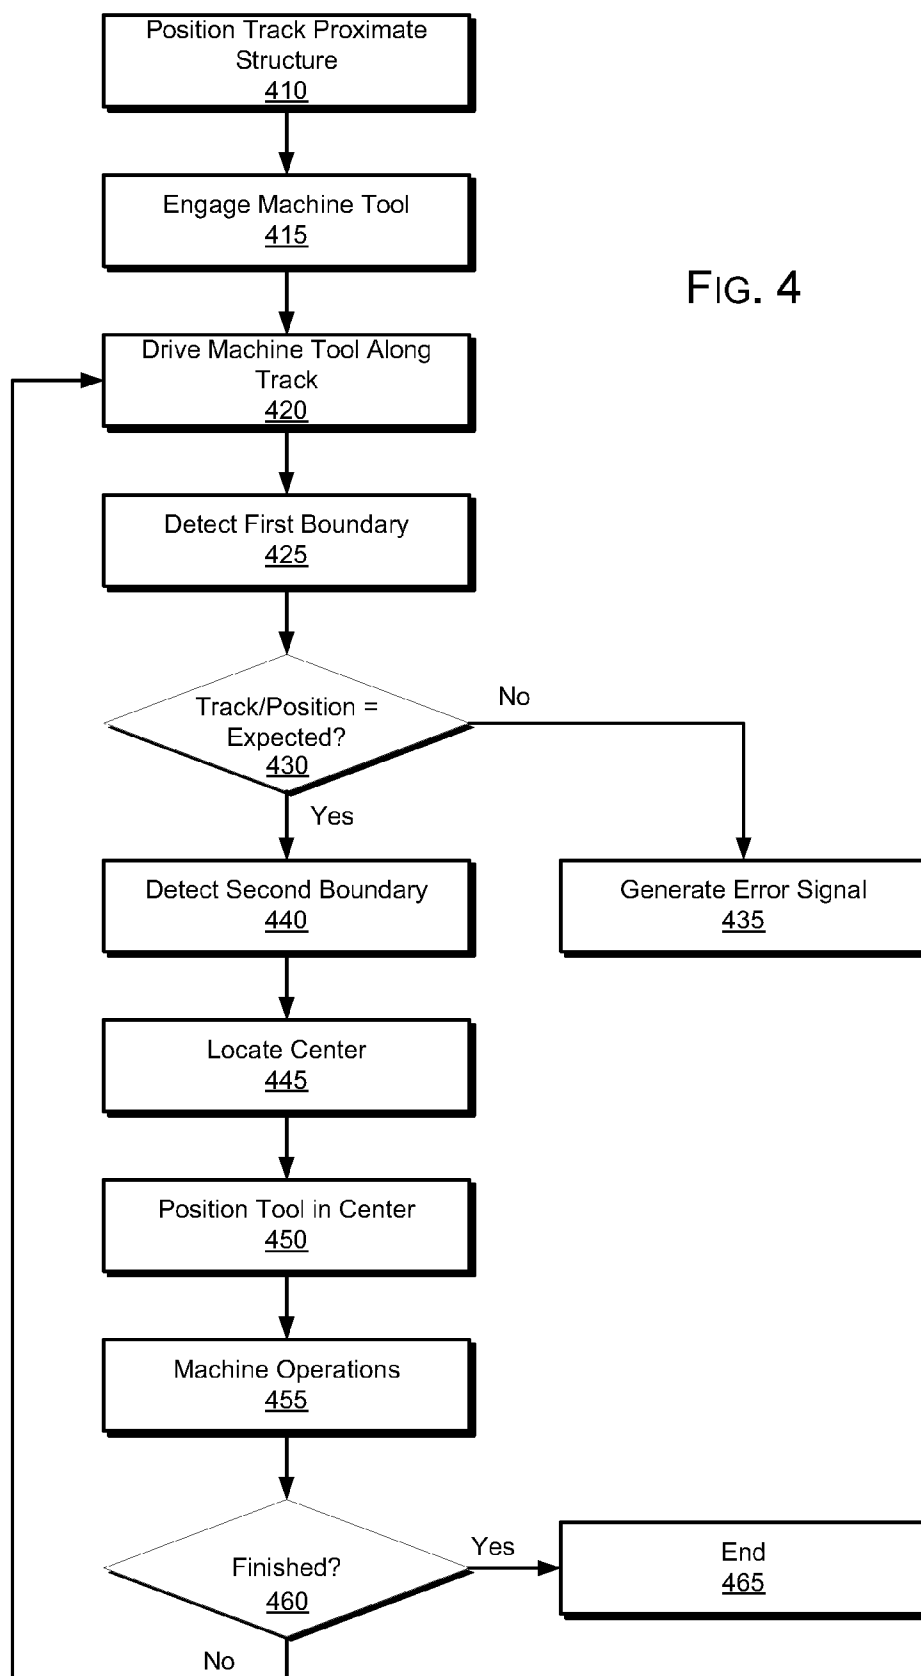 Position Track Proximate
Structure
410
Engage Machine Tool
415
FIG. 4
Drive Machine Tool Along
Track
420
Detect First Boundary
425
Track/Position =
Expected?
430
No
Yes
Detect Second Boundary
440
Generate Error Signal
435
Locate Center
445
Position Tool in Center
450
Machine Operations
455
Finished?
460
Yes
End
465
No